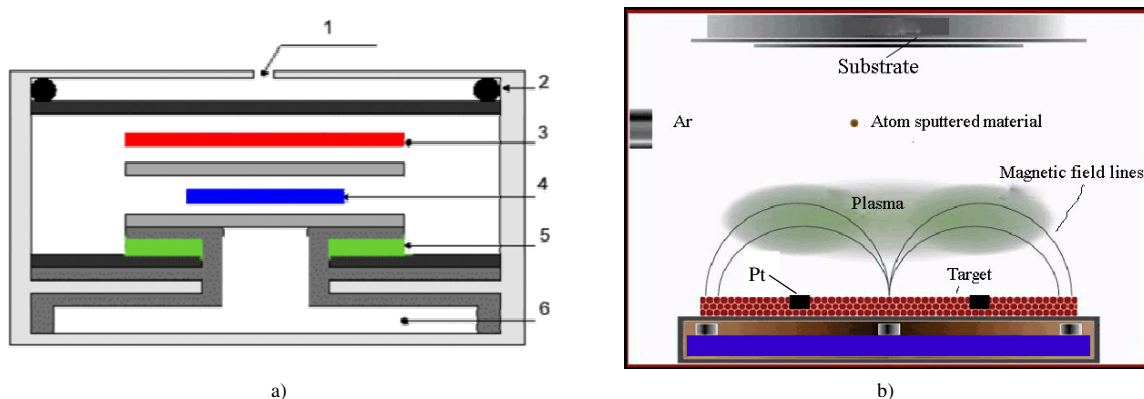 1
2
3
4
5
6
a)
Substrate
Ar
Atom sputtered material
Magnetic field lines
Plasma
Pt
Target
b)